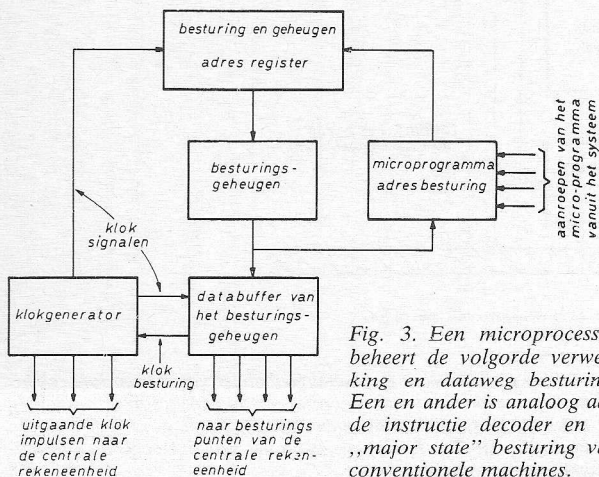 besturing en geheugen
adres register
besturings-
geheugen
microprogramma
adres besturing
aanroepen van het
micro-programma
vanuit het systeem
klok
signalen
klokgenerator
databuffer van
het besturings-
geheugen
klok
besturing
uitgaande klok
impulsen naar
de centrale
rekeneenheid
naar besturings
punten van de
centrale reken-
eenheid
Fig. 3. Een microprocess
beheert de volgorde verwe
king en dataweg besturin
Een en ander is analoog a
de instructie decoder en
,,major state" besturing v
conventionele machines.